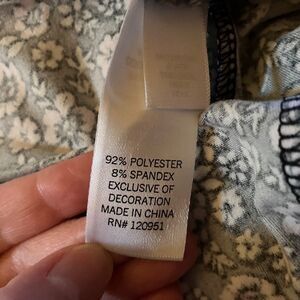 92% POLYESTER
8% SPANDEX
EXCLUSIVE OF
DECORATION
MADE IN CHINA
RN# 120951